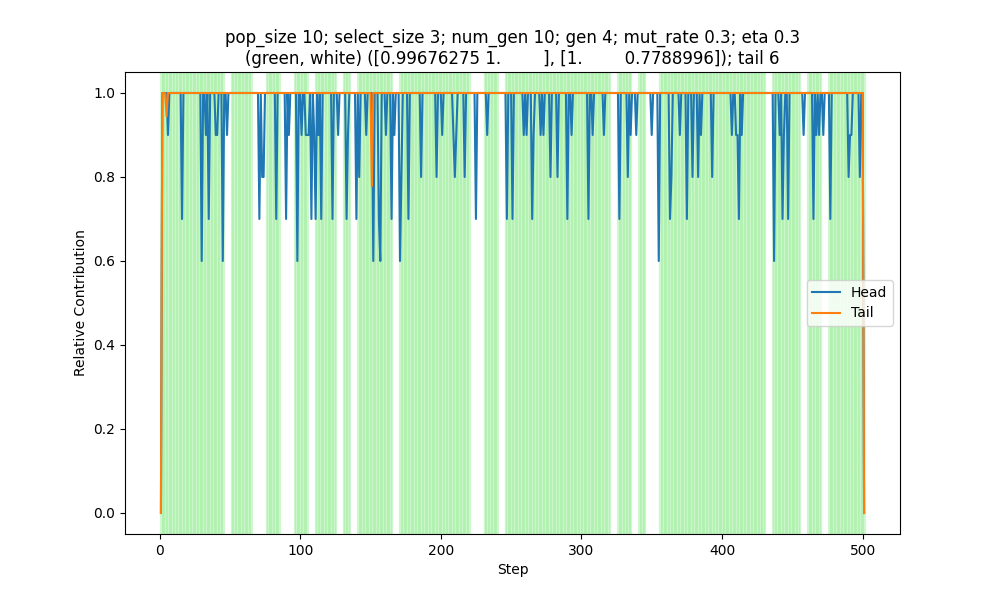 pop_size 10; select_size 3; num_gen 10; gen 4; mut_rate 0.3; eta 0.3
(green, white) ([0.99676275 1.        ], [1.        0.7788996]); tail 6
1.0
0.8
0.6
0.4
0.2
0.0
Relative Contribution
Head
Tail
0 100 200 300 400 500
Step